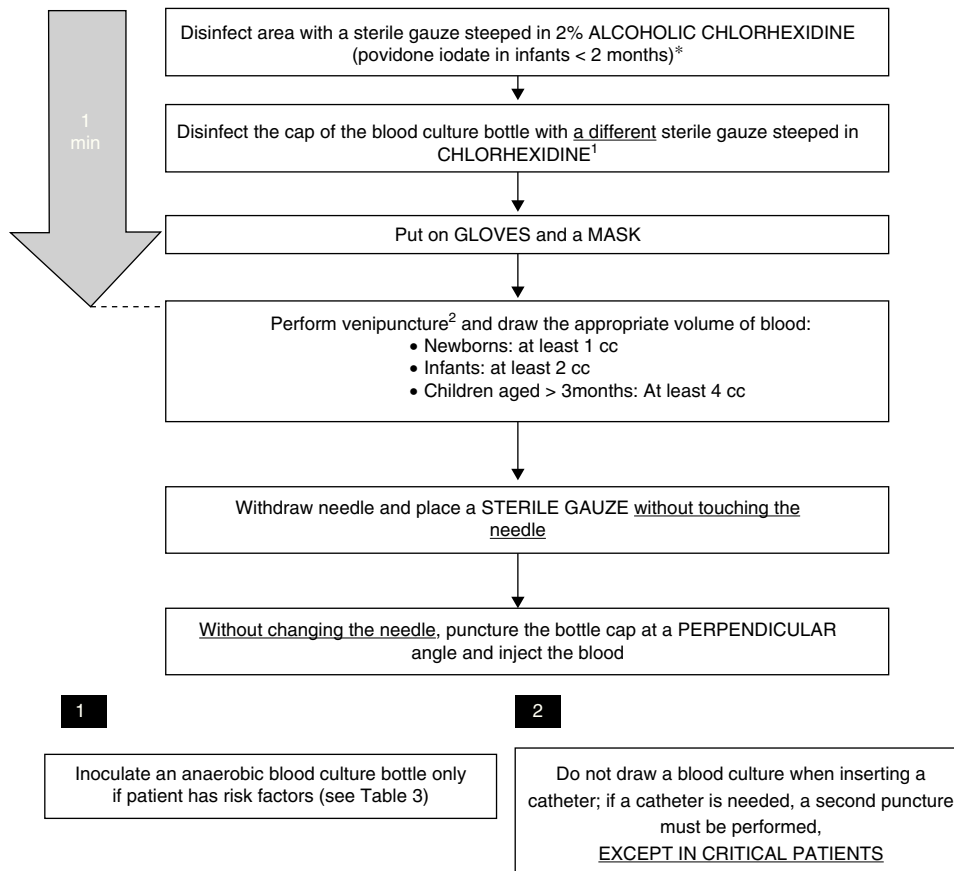 Disinfect area with a sterile gauze steeped in 2% ALCOHOLIC CHLORHEXIDINE
(povidone iodate in infants < 2 months)*
1
min
Disinfect the cap of the blood culture bottle with a different sterile gauze steeped in
CHLORHEXIDINE1
Put on GLOVES and a MASK
Perform venipuncture2 and draw the appropriate volume of blood:
• Newborns: at least 1 cc
• Infants: at least 2 cc
• Children aged > 3months: At least 4 cc
Withdraw needle and place a STERILE GAUZE without touching the
needle
Without changing the needle, puncture the bottle cap at a PERPENDICULAR
angle and inject the blood
1
Inoculate an anaerobic blood culture bottle only
if patient has risk factors (see Table 3)
2
Do not draw a blood culture when inserting a
catheter; if a catheter is needed, a second puncture
must be performed,
EXCEPT IN CRITICAL PATIENTS